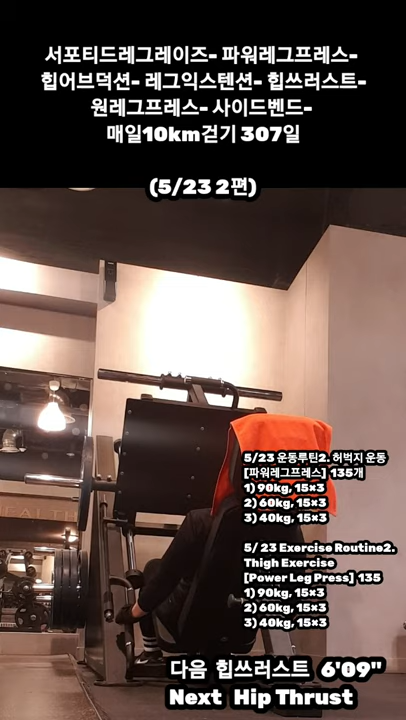 서포티드레그레이즈- 파워레그프레스-
힙어브덕션- 레그익스텐션- 힙쓰러스트-
원레그프레스- 사이드벤드-
매일10km걷기 307일
(5/23 2편)
5/23 운동루틴2. 허벅지 운동
[파워레그프레스] 135개
1) 90kg, 15×3
2) 60kg, 15×3
3) 40kg, 15×3
5/ 23 Exercise Routine2.
Thigh Exercise
[Power Leg Press] 135
1) 90kg, 15×3
2) 60kg, 15×3
3) 40kg, 15×3
다음 힙쓰러스트 6'09"
Next Hip Thrust
HEALTH